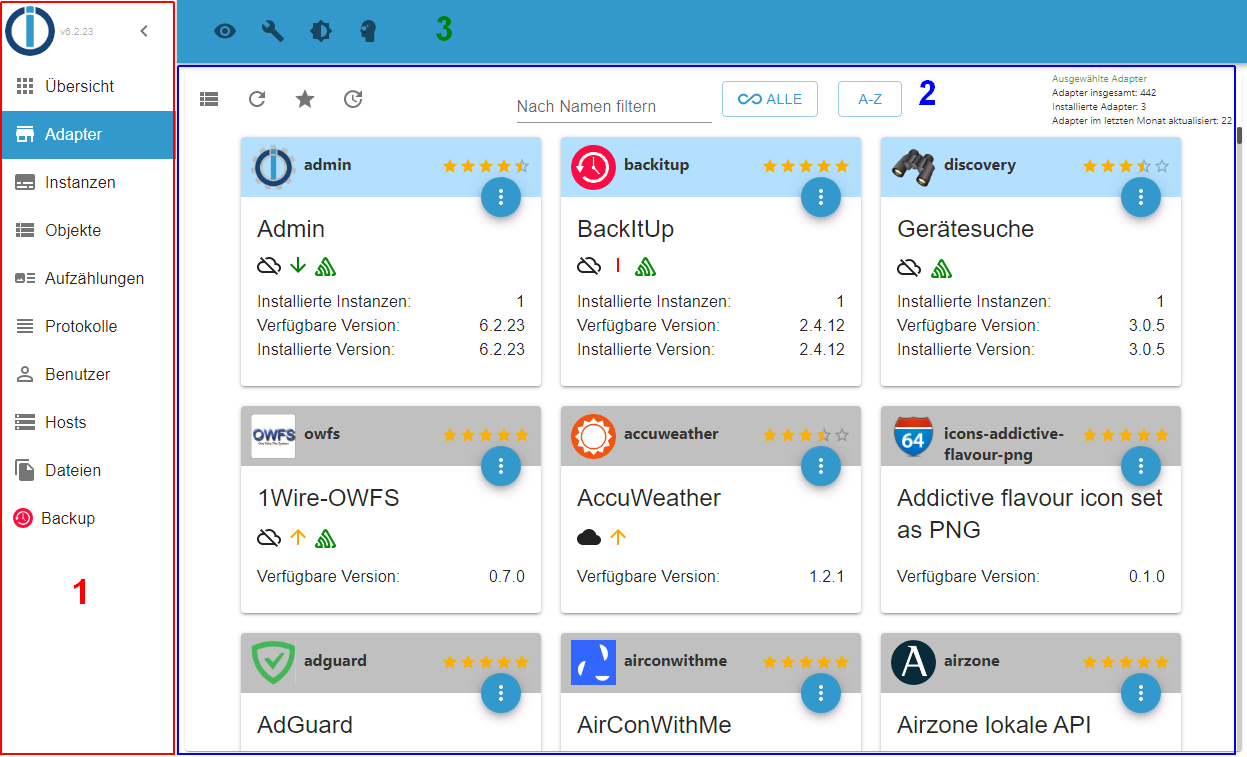 v6.2.23
Übersicht
Adapter
Instanzen
Objekte
Aufzählungen
Protokolle
Benutzer
Hosts
Dateien
Backup
1
3
Nach Namen filtern
ALLE
A-Z
2
Ausgewählte Adapter
Adapter insgesamt: 442
Installierte Adapter: 3
Adapter im letzten Monat aktualisiert: 22
admin
Admin
Installierte Instanzen: 1
Verfügbare Version: 6.2.23
Installierte Version: 6.2.23
backitup
BackItUp
Installierte Instanzen: 1
Verfügbare Version: 2.4.12
Installierte Version: 2.4.12
discovery
Gerätesuche
Installierte Instanzen: 1
Verfügbare Version: 3.0.5
Installierte Version: 3.0.5
OWFS
owfs
1Wire-OWFS
Verfügbare Version: 0.7.0
accuweather
AccuWeather
Verfügbare Version: 1.2.1
64
icons-addictive-
flavour-png
Addictive flavour icon set
as PNG
Verfügbare Version: 0.1.0
adguard
AdGuard
airconwithme
AirConWithMe
A
airzone
Airzone lokale API